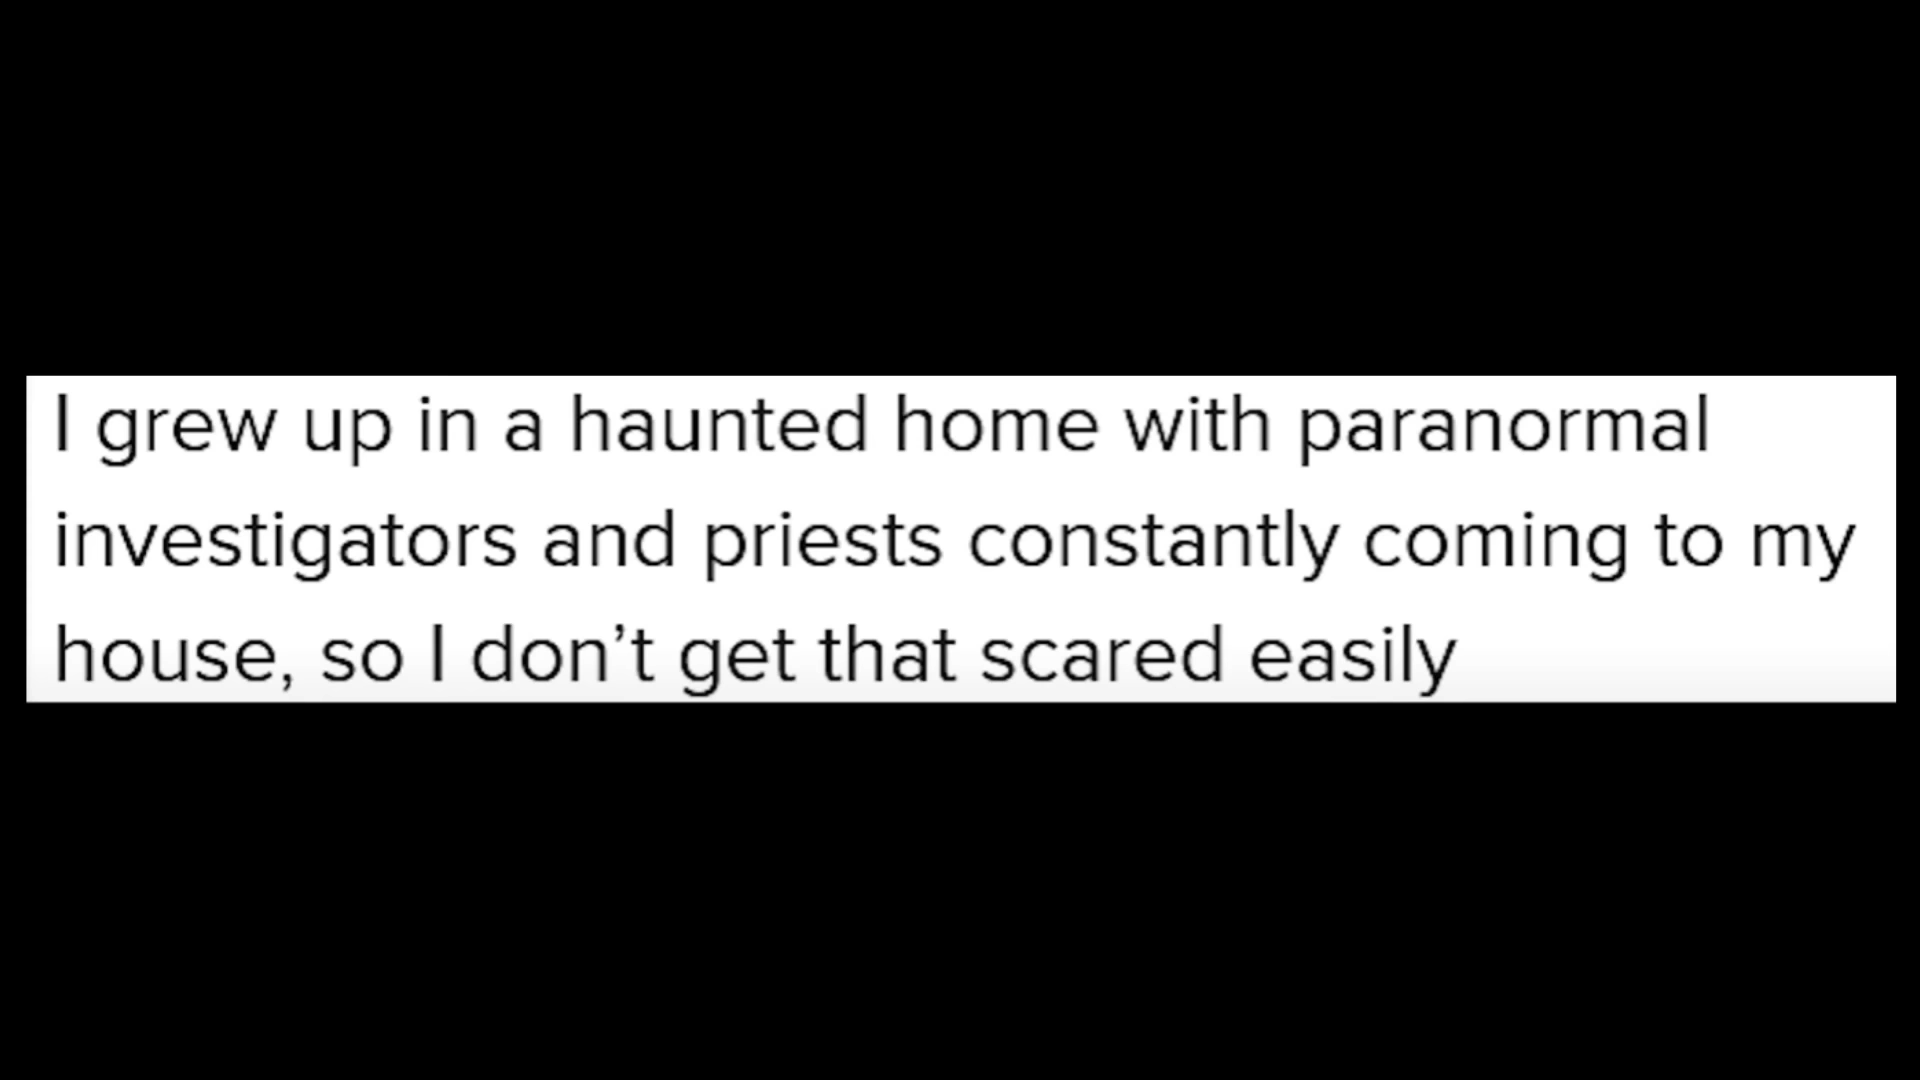 I grew up in a haunted home with paranormal
investigators and priests constantly coming to my
house, so I don’t get that scared easily